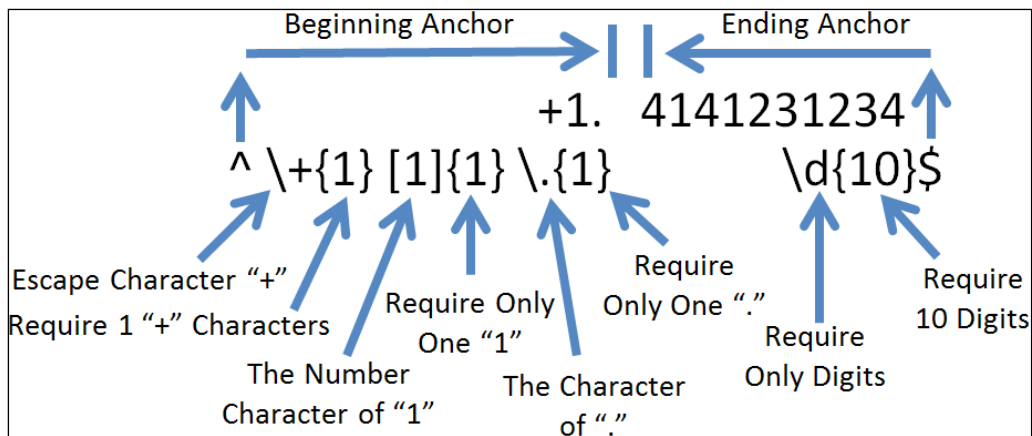 Beginning Anchor
Ending Anchor
+1. 4141231234
^ \+{1} [1]{1} \.{1} \d{10}$
Escape Character “+”
Require 1 “+” Characters
The Number
Character of “1”
Require Only
One “1”
The Character
of “.”
Require
Only One “.”
Require
Only Digits
Require
10 Digits